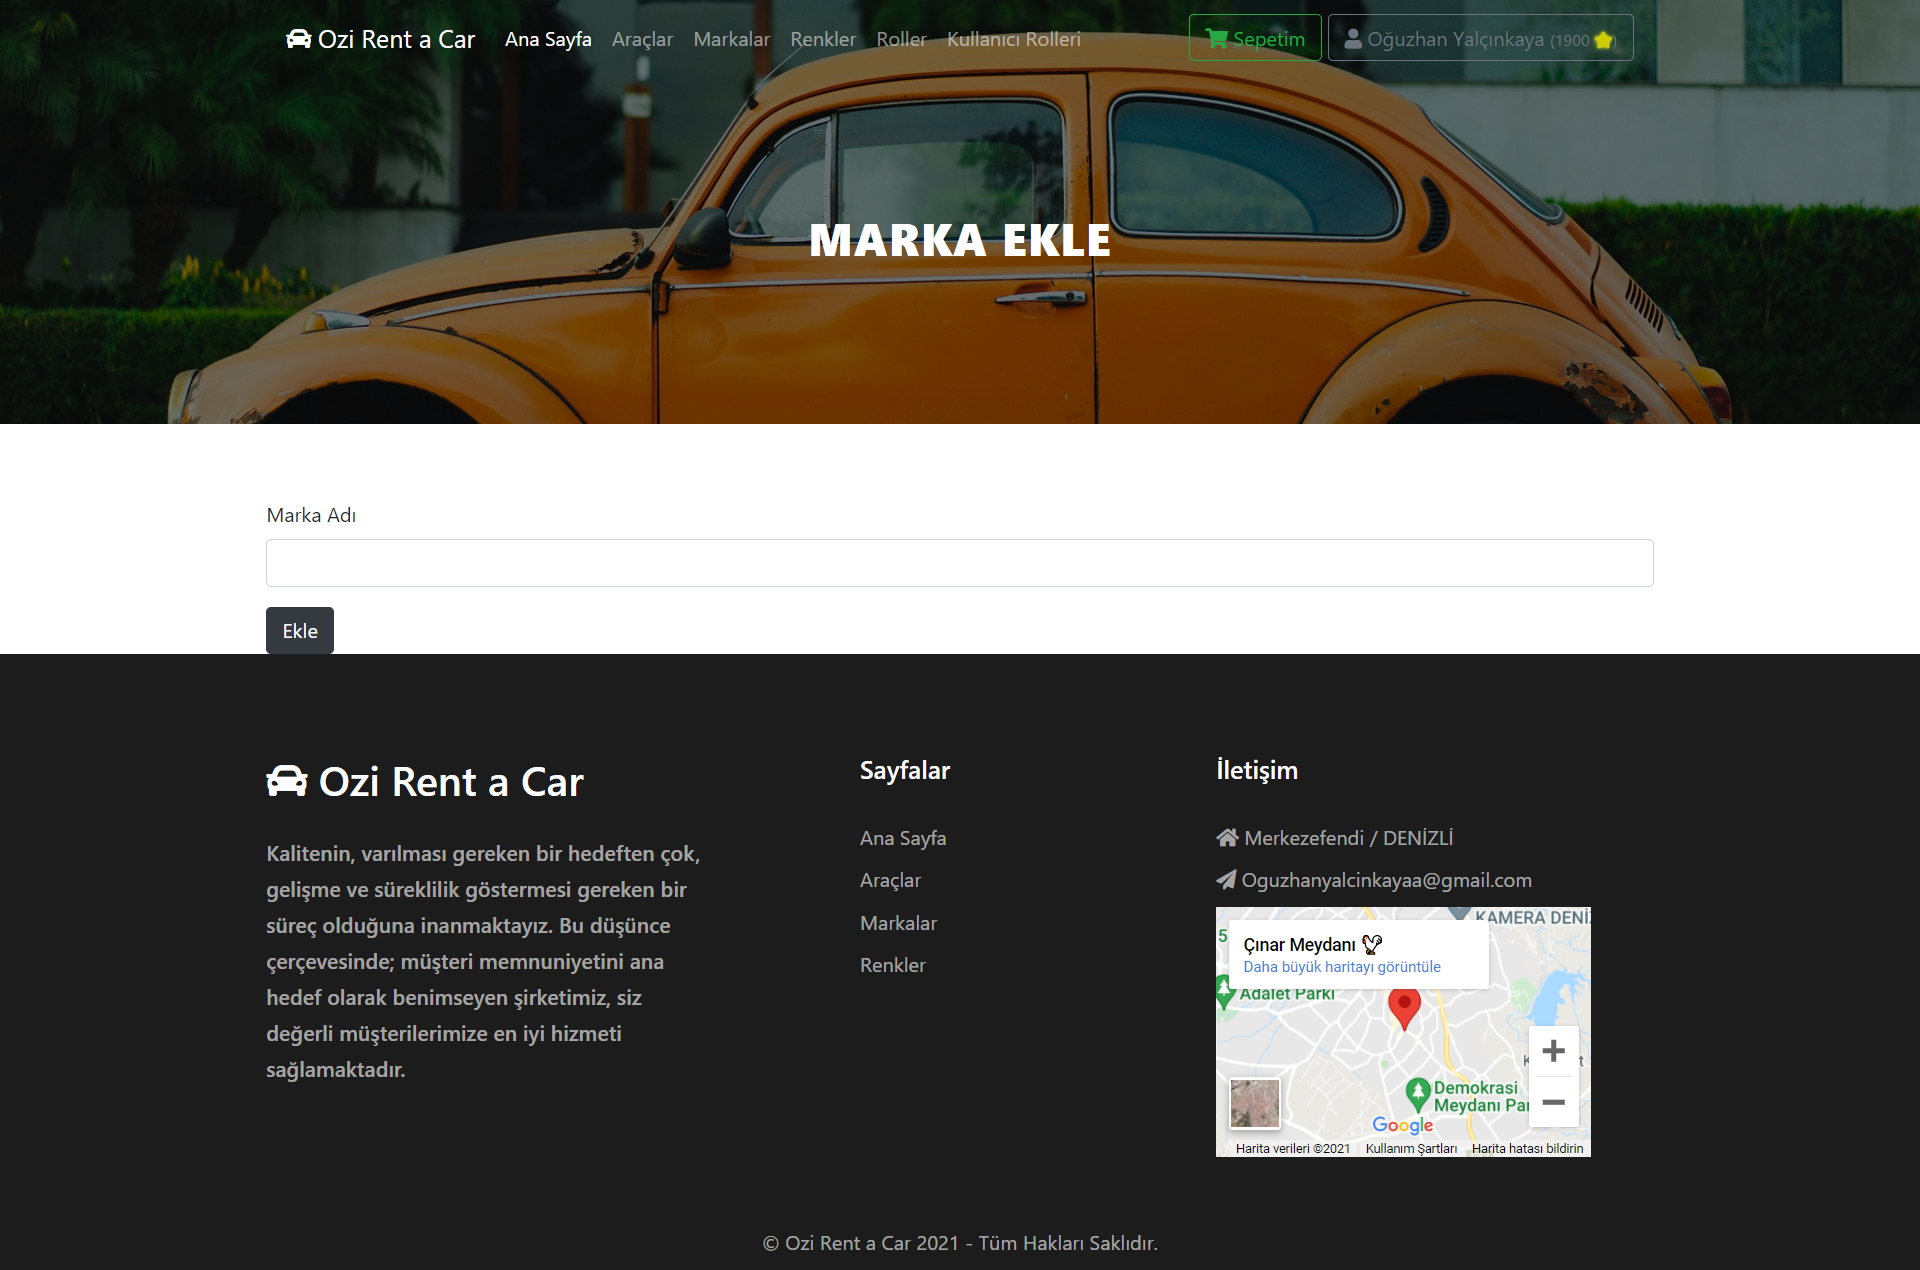 Ozi Rent a Car Ana Sayfa Araçlar Markalar Renkler Roller Kullanıcı Rolleri Sepetim Oğuzhan Yalçınkaya (1900 )
MARKA EKLE
Marka Adı
Ekle
Ozi Rent a Car
Kalitenin, varılması gereken bir hedeften çok,
gelişme ve süreklilik göstermesi gereken bir
süreç olduğuna inanmaktayız. Bu düşünce
çerçevesinde; müşteri memnuniyetini ana
hedef olarak benimseyen şirketimiz, siz
değerli müşterilerimize en iyi hizmeti
sağlamaktadır.
Sayfalar
Ana Sayfa
Araçlar
Markalar
Renkler
İletişim
Merkezefendi / DENİZLİ
Oguzhanyalcinkayaa@gmail.com
KAMERA DENİZ
5
Çınar Meydanı
Daha büyük haritayı görüntüle
Adalet Parkı
Demokrasi
Meydanı Par
Google
Harita verileri ©2021 Kullanım Şartları Harita hatası bildirin
© Ozi Rent a Car 2021 - Tüm Hakları Saklıdır.